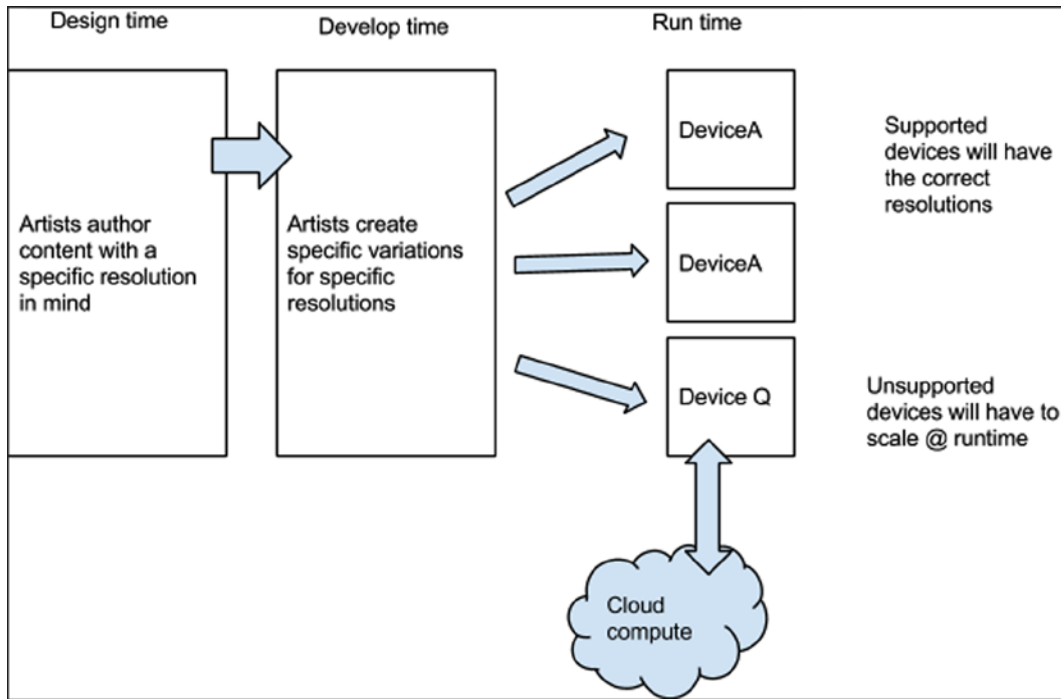 Design time
Develop time
Run time
Artists author
content with a
specific resolution
in mind
Artists create
specific variations
for specific
resolutions
DeviceA
DeviceA
Device Q
Supported
devices will have
the correct
resolutions
Unsupported
devices will have to
scale @ runtime
Cloud
compute